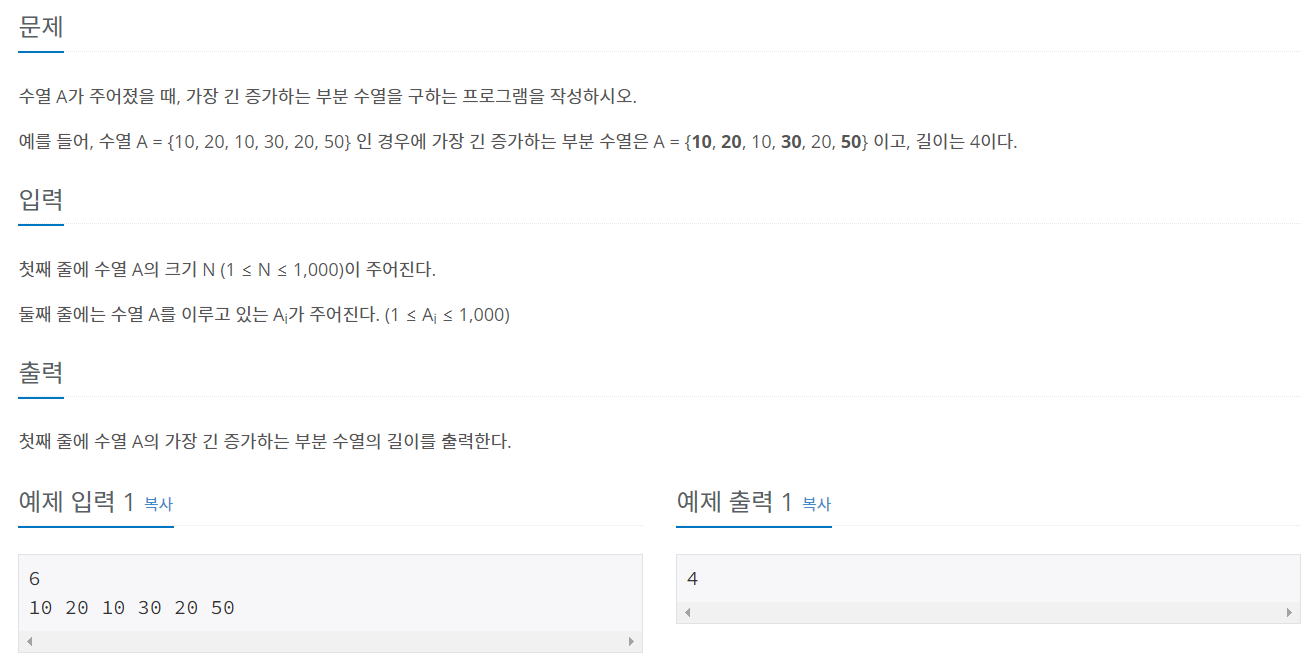 문제
수열 A가 주어졌을 때, 가장 긴 증가하는 부분 수열을 구하는 프로그램을 작성하시오.
예를 들어, 수열 A = {10, 20, 10, 30, 20, 50} 인 경우에 가장 긴 증가하는 부분 수열은 A = {10, 20, 10, 30, 20, 50} 이고, 길이는 4이다.
입력
첫째 줄에 수열 A의 크기 N (1 ≤ N ≤ 1,000)이 주어진다.
둘째 줄에는 수열 A를 이루고 있는 Ai가 주어진다. (1 ≤ Ai ≤ 1,000)
출력
첫째 줄에 수열 A의 가장 긴 증가하는 부분 수열의 길이를 출력한다.
예제 입력 1 복사
6
10 20 10 30 20 50
예제 출력 1 복사
4